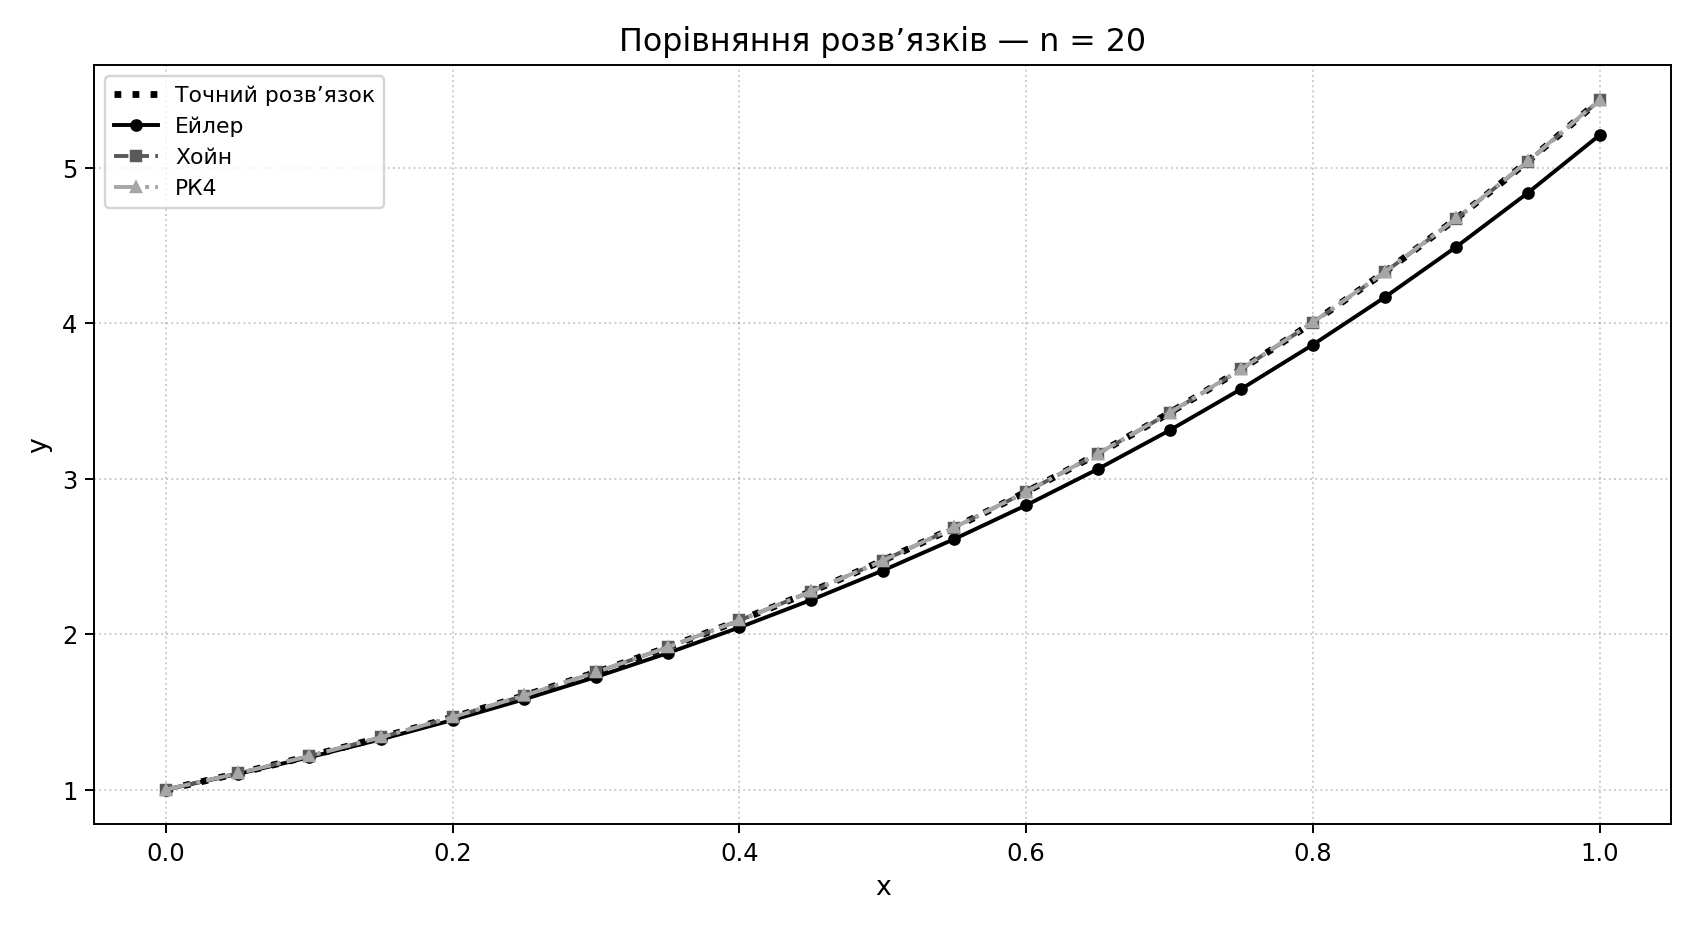 Порівняння розв’язків — n = 20
Точний розв’язок
Ейлер
Хойн
РК4
y
5
4
3
2
1
0.0 0.2 0.4 0.6 0.8 1.0
x